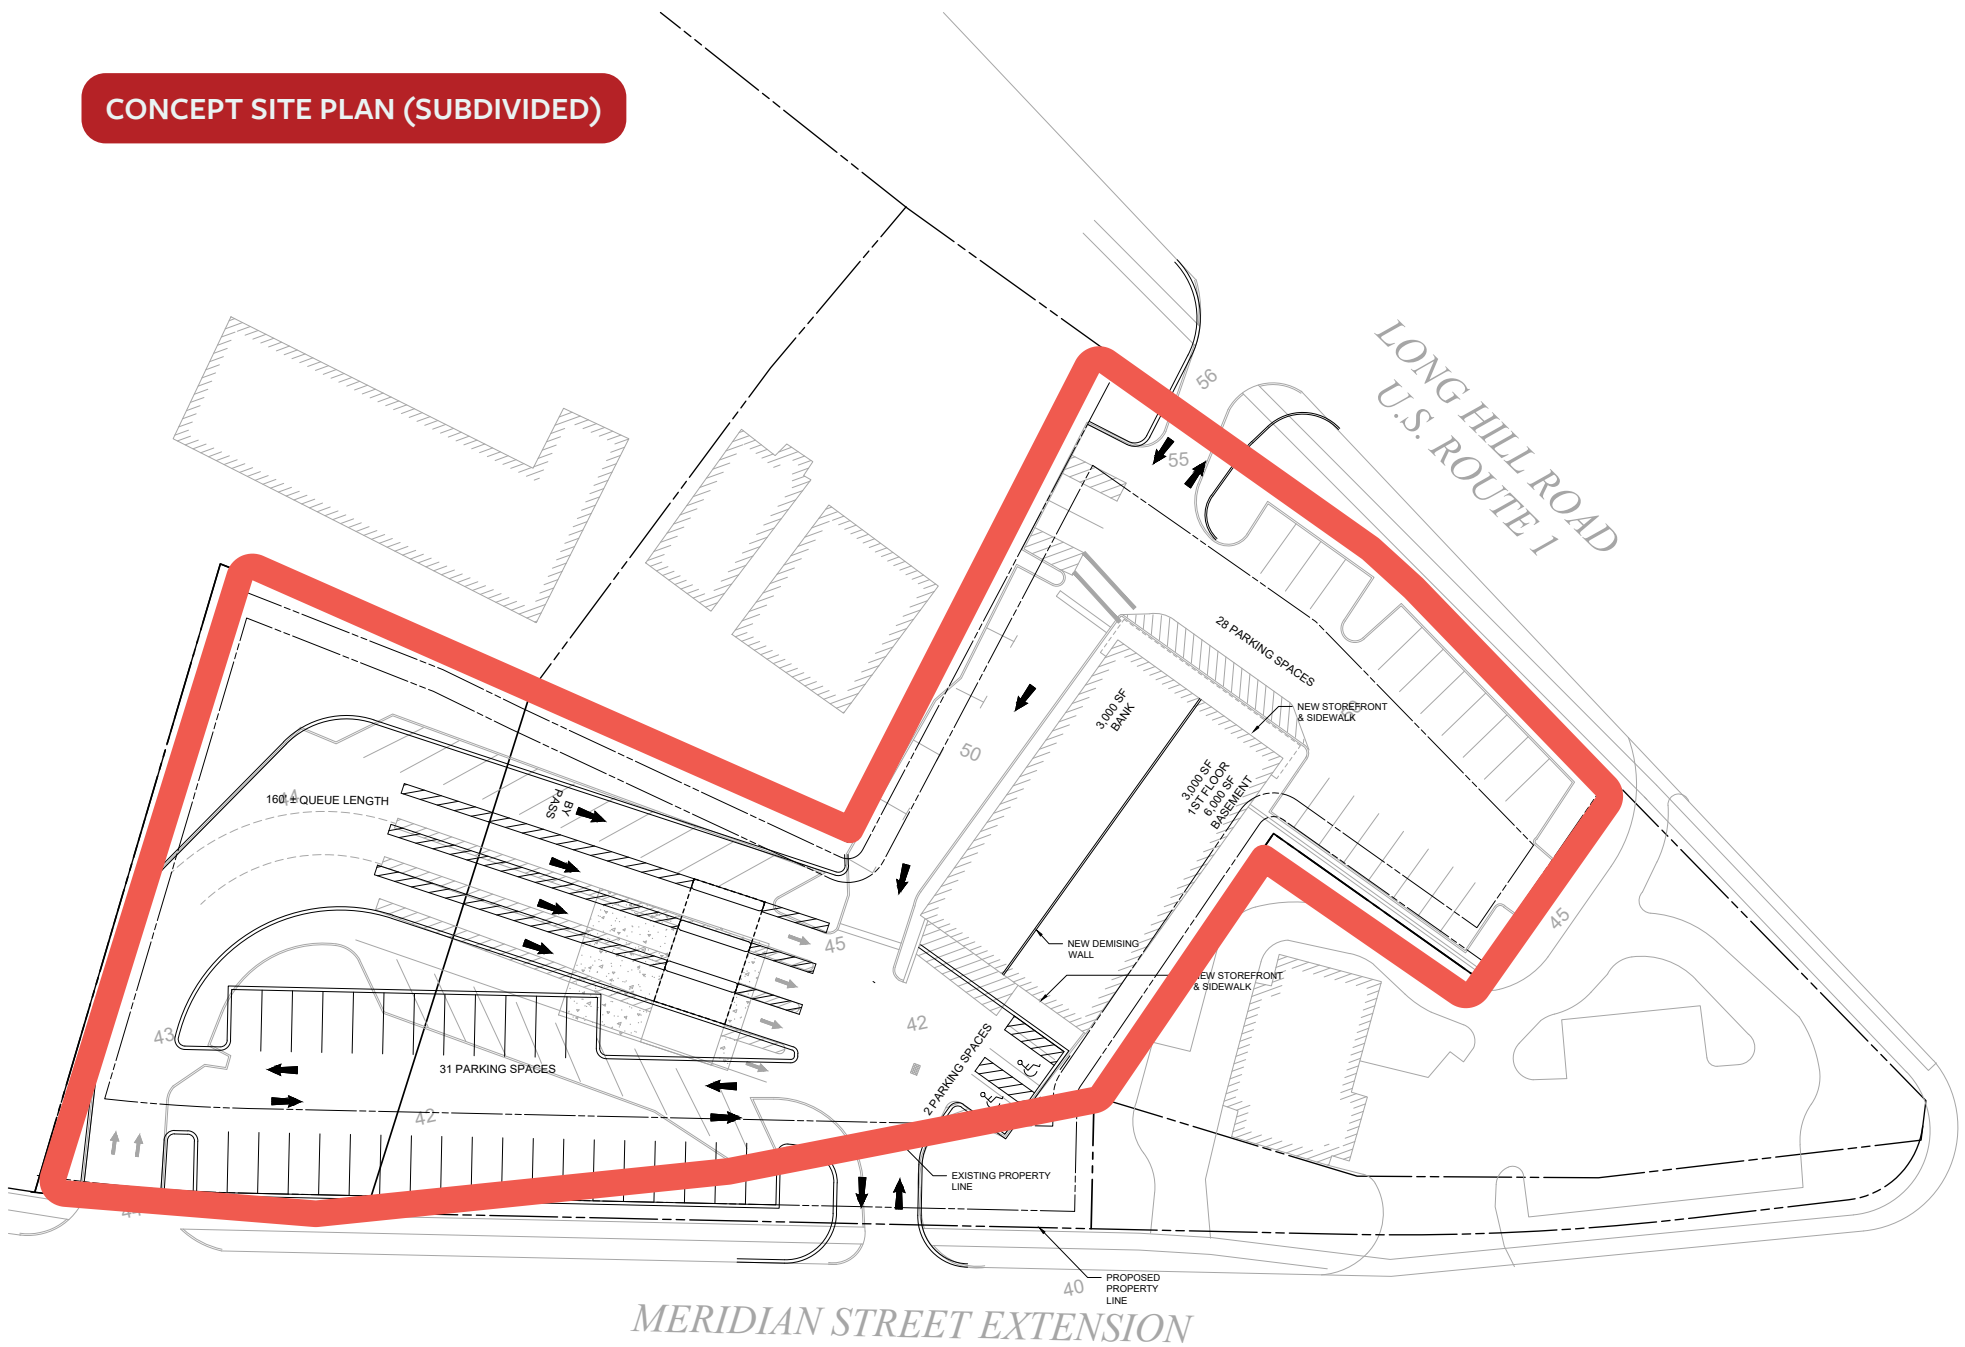 CONCEPT SITE PLAN (SUBDIVIDED)
LONG HILL ROAD
U.S. ROUTE 1
56
55
28 PARKING SPACES
NEW STOREFRONT
& SIDEWALK
3,000 SF
BANK
50
3,000 SF
1ST FLOOR
6,000 SF
BASEMENT
160' ± QUEUE LENGTH
44
BY
PASS
45
45
NEW DEMISING
WALL
NEW STOREFRONT
& SIDEWALK
42
2 PARKING SPACES
43
31 PARKING SPACES
42
EXISTING PROPERTY
LINE
44
40
PROPOSED
PROPERTY
LINE
MERIDIAN STREET EXTENSION